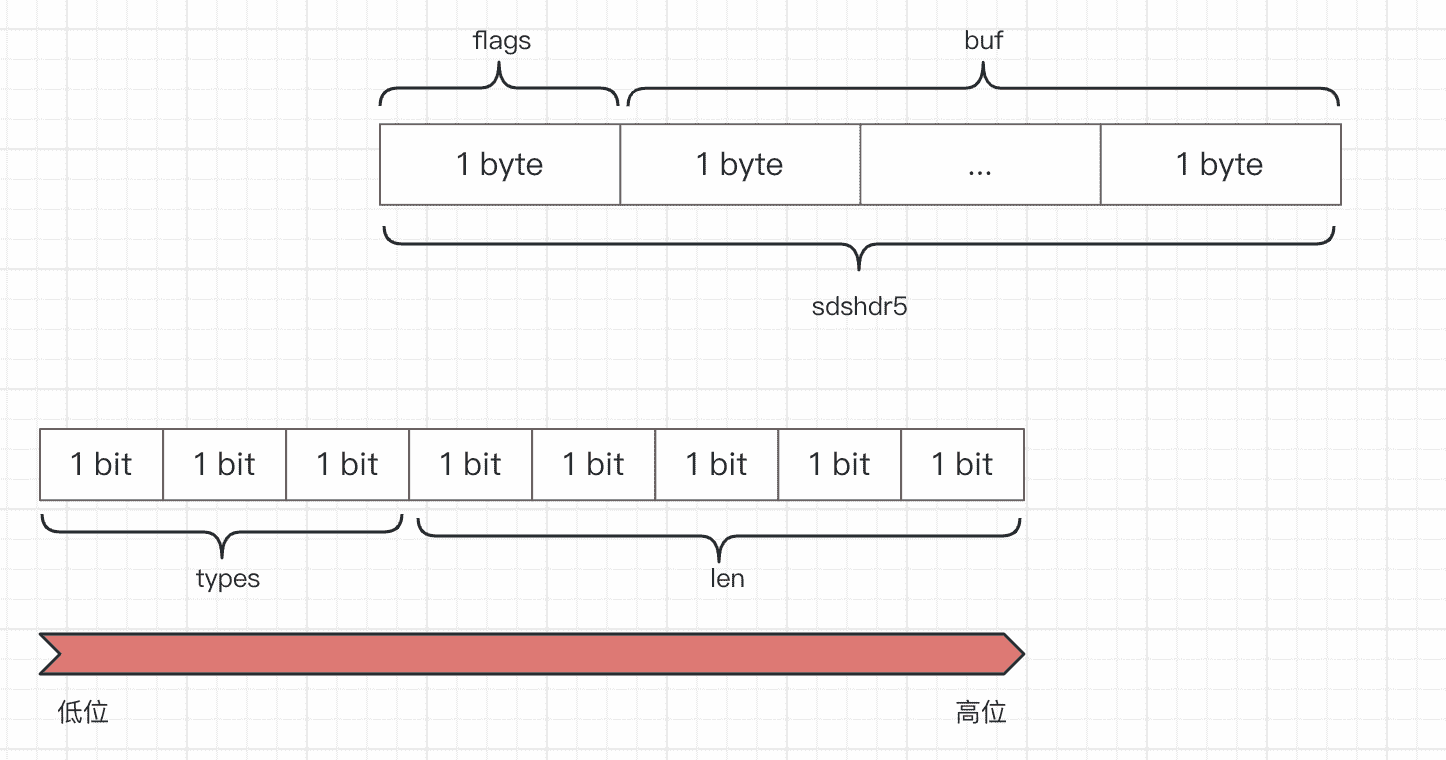 flags buf
1 byte 1 byte ... 1 byte
sdshdr5
1 bit 1 bit 1 bit 1 bit 1 bit 1 bit 1 bit 1 bit
types len
低位 高位